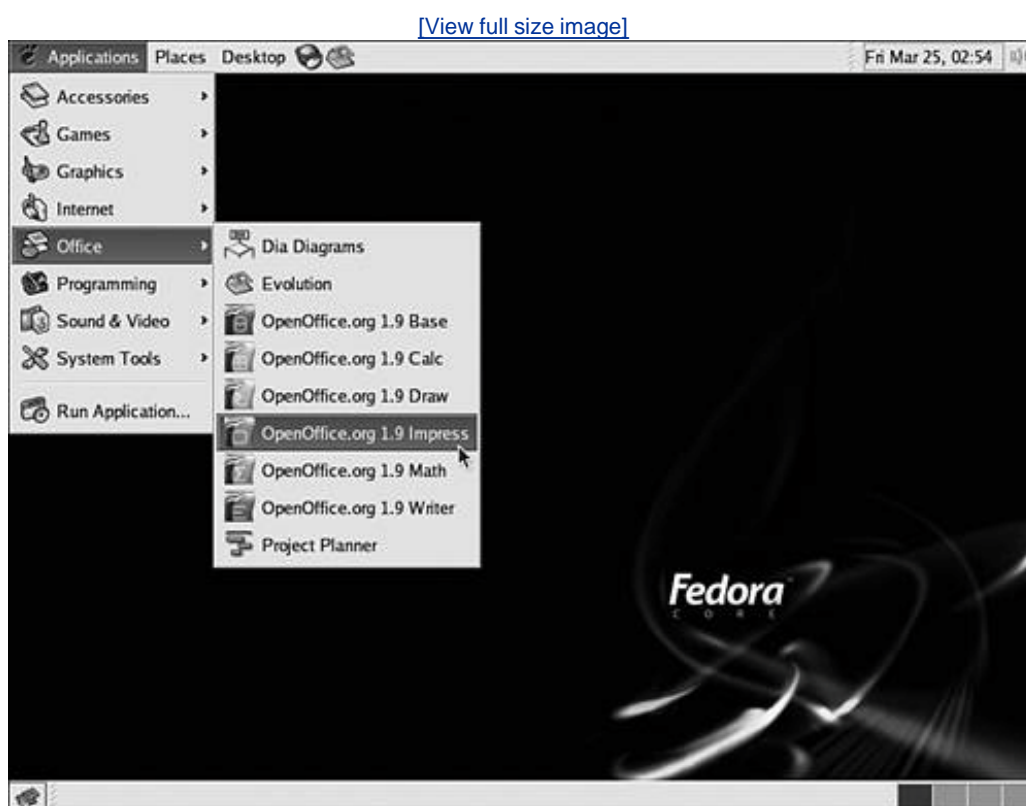 [View full size image]
Applications Places Desktop Fri Mar 25, 02:54
Accessories
Games
Graphics
Internet
Office
Programming
Sound & Video
System Tools
Run Application...
Dia Diagrams
Evolution
OpenOffice.org 1.9 Base
OpenOffice.org 1.9 Calc
OpenOffice.org 1.9 Draw
OpenOffice.org 1.9 Impress
OpenOffice.org 1.9 Math
OpenOffice.org 1.9 Writer
Project Planner
Fedora™
CORE